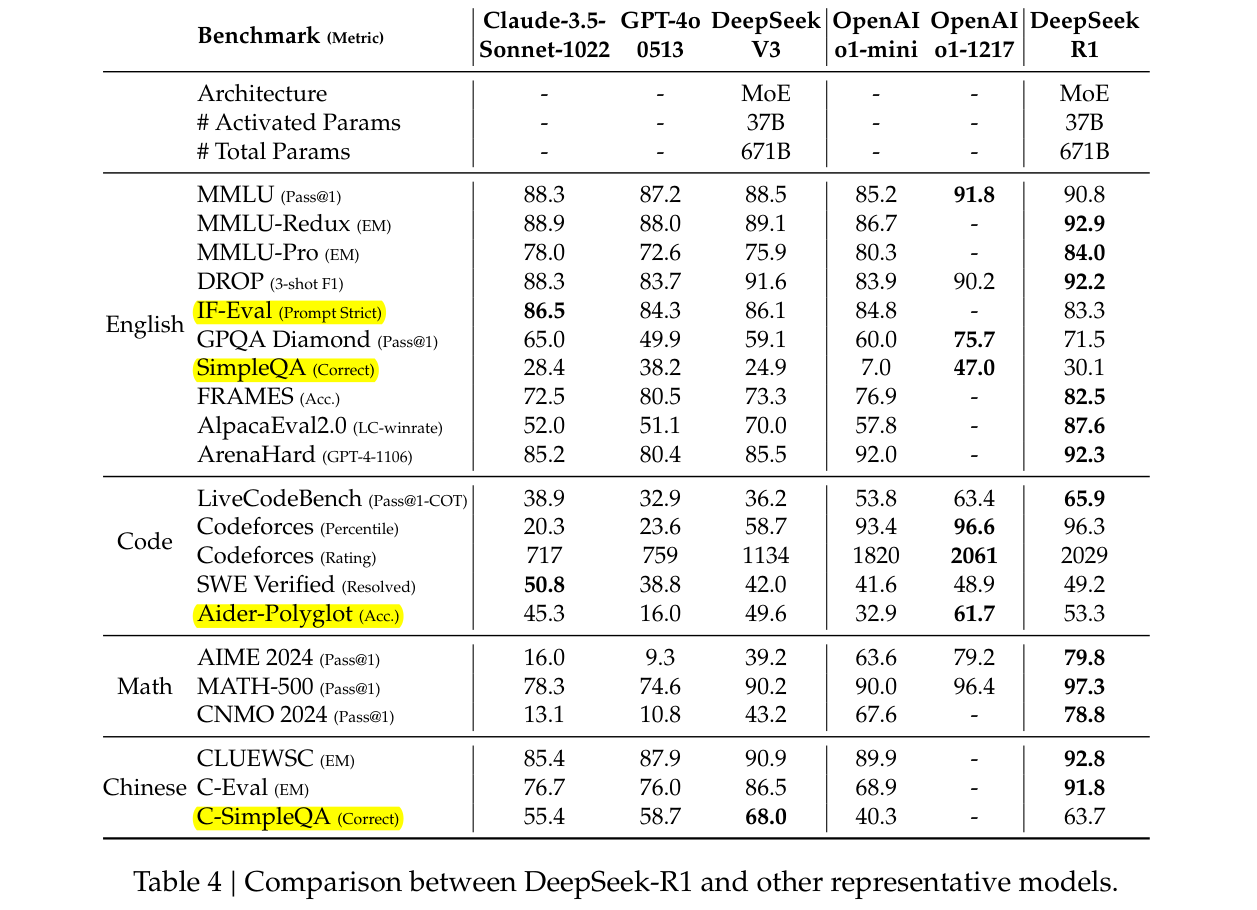 Benchmark (Metric) Claude-3.5-Sonnet-1022 GPT-4o 0513 DeepSeek V3 OpenAI o1-mini OpenAI o1-1217 DeepSeek R1
Architecture - - MoE - - MoE
# Activated Params - - 37B - - 37B
# Total Params - - 671B - - 671B
English
MMLU (Pass@1) 88.3 87.2 88.5 85.2 91.8 90.8
MMLU-Redux (EM) 88.9 88.0 89.1 86.7 - 92.9
MMLU-Pro (EM) 78.0 72.6 75.9 80.3 - 84.0
DROP (3-shot F1) 88.3 83.7 91.6 83.9 90.2 92.2
IF-Eval (Prompt Strict) 86.5 84.3 86.1 84.8 - 83.3
GPQA Diamond (Pass@1) 65.0 49.9 59.1 60.0 75.7 71.5
SimpleQA (Correct) 28.4 38.2 24.9 7.0 47.0 30.1
FRAMES (Acc.) 72.5 80.5 73.3 76.9 - 82.5
AlpacaEval2.0 (LC-winrate) 52.0 51.1 70.0 57.8 - 87.6
ArenaHard (GPT-4-1106) 85.2 80.4 85.5 92.0 - 92.3
Code
LiveCodeBench (Pass@1-COT) 38.9 32.9 36.2 53.8 63.4 65.9
Codeforces (Percentile) 20.3 23.6 58.7 93.4 96.6 96.3
Codeforces (Rating) 717 759 1134 1820 2061 2029
SWE Verified (Resolved) 50.8 38.8 42.0 41.6 48.9 49.2
Aider-Polyglot (Acc.) 45.3 16.0 49.6 32.9 61.7 53.3
Math
AIME 2024 (Pass@1) 16.0 9.3 39.2 63.6 79.2 79.8
MATH-500 (Pass@1) 78.3 74.6 90.2 90.0 96.4 97.3
CNMO 2024 (Pass@1) 13.1 10.8 43.2 67.6 - 78.8
Chinese
CLUEWSC (EM) 85.4 87.9 90.9 89.9 - 92.8
C-Eval (EM) 76.7 76.0 86.5 68.9 - 91.8
C-SimpleQA (Correct) 55.4 58.7 68.0 40.3 - 63.7
Table 4 | Comparison between DeepSeek-R1 and other representative models.